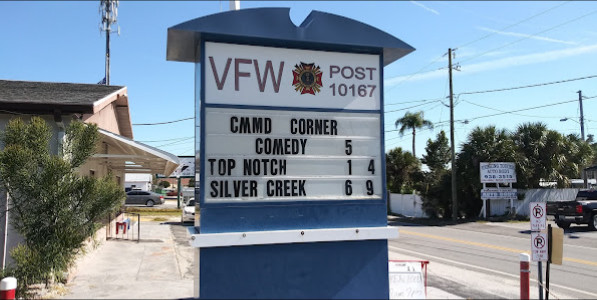 VFW POST
10167
CMMD CORNER
COMEDY 5
TOP NOTCH 1 4
SILVER CREEK 6 9